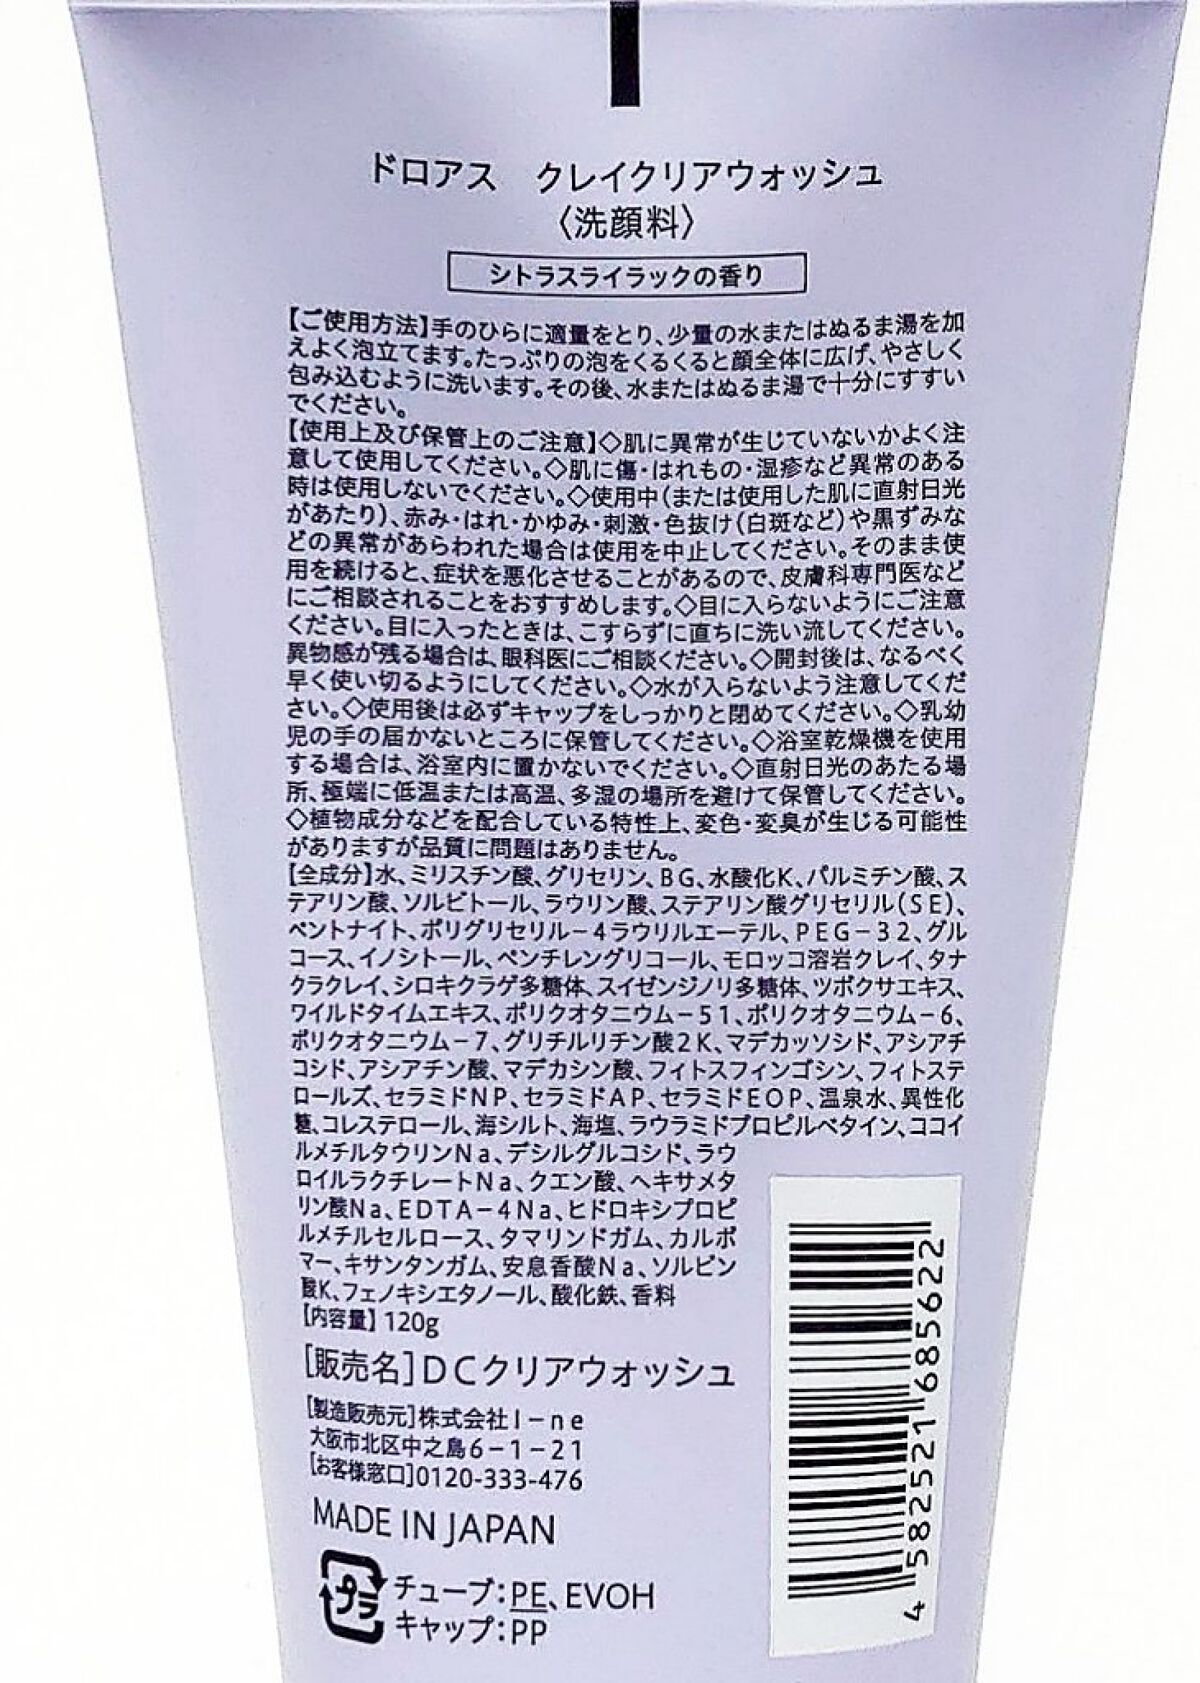 ドロアス　クレイクリアウォッシュ
〈洗顔料〉
シトラスライラックの香り
【ご使用方法】手のひらに適量をとり、少量の水またはぬるま湯を加
えよく泡立てます。たっぷりの泡をくるくると顔全体に広げ、やさしく
包み込むように洗います。その後、水またはぬるま湯で十分にすすい
でください。
【使用上及び保管上のご注意】◇肌に異常が生じていないかよく注
意して使用してください。◇肌に傷・はれもの・湿疹など異常のある
時は使用しないでください。◇使用中(または使用した肌に直射日光
があたり)、赤み・はれ・かゆみ・刺激・色抜け(白斑など)や黒ずみな
どの異常があらわれた場合は使用を中止してください。そのまま使
用を続けると、症状を悪化させることがあるので、皮膚科専門医など
にご相談されることをおすすめします。◇目に入らないようにご注意
ください。目に入ったときは、こすらずに直ちに洗い流してください。
異物感が残る場合は、眼科医にご相談ください。◇開封後は、なるべく
早く使い切るようにしてください。◇水が入らないよう注意してくだ
さい。◇使用後は必ずキャップをしっかりと閉めてください。◇乳幼
児の手の届かないところに保管してください。◇浴室乾燥機を使用
する場合は、浴室内に置かないでください。◇直射日光のあたる場
所、極端に低温または高温、多湿の場所を避けて保管してください。
◇植物成分などを配合している特性上、変色・変臭が生じる可能性
がありますが品質に問題はありません。
【全成分】水、ミリスチン酸、グリセリン、BG、水酸化K、パルミチン酸、ス
テアリン酸、ソルビトール、ラウリン酸、ステアリン酸グリセリル(SE)、
ベントナイト、ポリグリセリル－4ラウリルエーテル、PEG－32、グル
コース、イノシトール、ペンチレングリコール、モロッコ溶岩クレイ、タナ
クラクレイ、シロキクラゲ多糖体、スイゼンジノリ多糖体、ツボクサエキス、
ワイルドタイムエキス、ポリクオタニウム－51、ポリクオタニウム－6、
ポリクオタニウム－7、グリチルリチン酸2K、マデカッソシド、アシアチ
コシド、アシアチン酸、マデカシン酸、フィトスフィンゴシン、フィトステ
ロールズ、セラミドNP、セラミドAP、セラミドEOP、温泉水、異性化
糖、コレステロール、海シルト、海塩、ラウラミドプロピルベタイン、ココイ
ルメチルタウリンNa、デシルグルコシド、ラウ
ロイルラクチレートNa、クエン酸、ヘキサメタ
リン酸Na、EDTA－4Na、ヒドロキシプロピ
ルメチルセルロース、タマリンドガム、カルボ
マー、キサンタンガム、安息香酸Na、ソルビン
酸K、フェノキシエタノール、酸化鉄、香料
【内容量】120g
[販売名]DCクリアウォッシュ
[製造販売元]株式会社I－ne
大阪市北区中之島6－1－21
[お客様窓口]0120-333-476
MADE IN JAPAN
プラ
チューブ:PE、EVOH
キャップ:PP
4 582521 685622